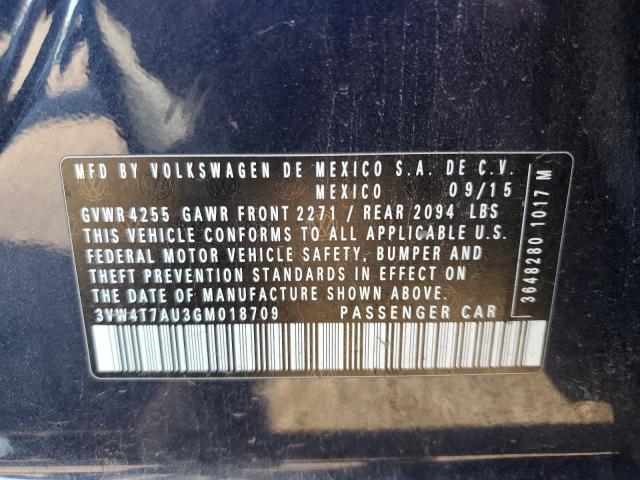 MFD BY VOLKSWAGEN DE MEXICO S.A. DE C.V.
MEXICO 09/15
GVWR 4255 GAWR FRONT 2271 / REAR 2094 LBS
THIS VEHICLE CONFORMS TO ALL APPLICABLE U.S.
FEDERAL MOTOR VEHICLE SAFETY, BUMPER AND
THEFT PREVENTION STANDARDS IN EFFECT ON
THE DATE OF MANUFACTURE SHOWN ABOVE.
3VW4T7AU3GM018709 PASSENGER CAR
3648280 1017 M